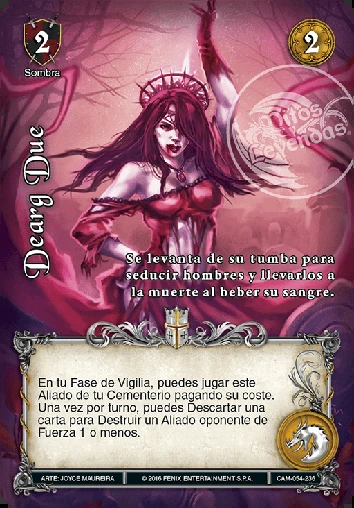 2
2
Sombra
Mitos
y
Leyendas
Dearg Due
Se levanta de su tumba para
seducir hombres y llevarlos a
la muerte al beber su sangre.
En tu Fase de Vigilia, puedes jugar este
Aliado de tu Cementerio pagando su coste.
Una vez por turno, puedes Descartar una
carta para Destruir un Aliado oponente de
Fuerza 1 o menos.
ARTE: JOYCE MAUREIRA
© 2016 FENIX ENTERTAINMENT S.P.A.
CAM-054-236